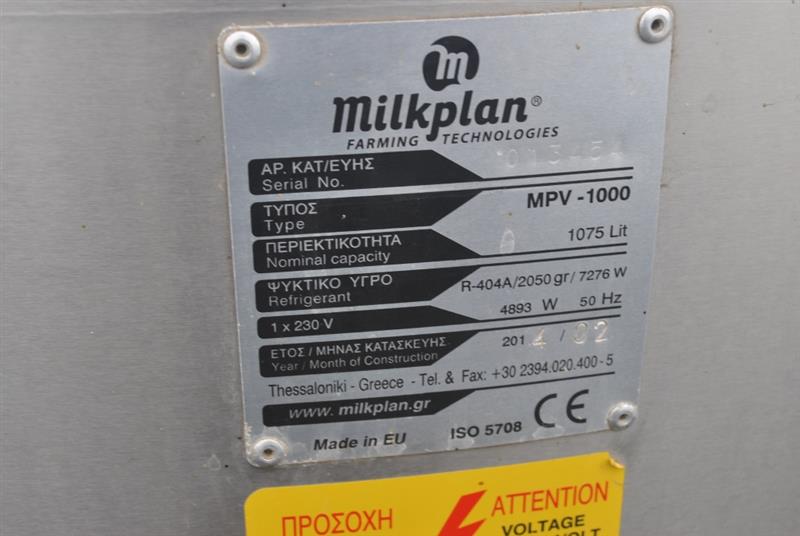 m
Milkplan®
FARMING TECHNOLOGIES
ΑΡ. ΚΑΤ/ΕΥΗΣ
Serial No.
013454
ΤΥΠΟΣ
Type
MPV -1000
ΠΕΡΙΕΚΤΙΚΟΤΗΤΑ
Nominal capacity
A 1075 Lit
ΨΥΚΤΙΚΟ ΥΓΡΟ
Refrigerant
R-404A/2050 gr/ 7276 W
1 x 230 V
4893 W 50 Hz
ΕΤΟΣ / ΜΗΝΑΣ ΚΑΤΑΣΚΕΥΗΣ
Year / Month of Construction
2014 / 02
Thessaloniki - Greece - Tel. & Fax: +30 2394.020.400 - 5
www. milkplan.gr
Made in EU ISO 5708 CE
ΠΡΟΣΟΧΗ
ATTENTION
VOLTAGE
VOLT